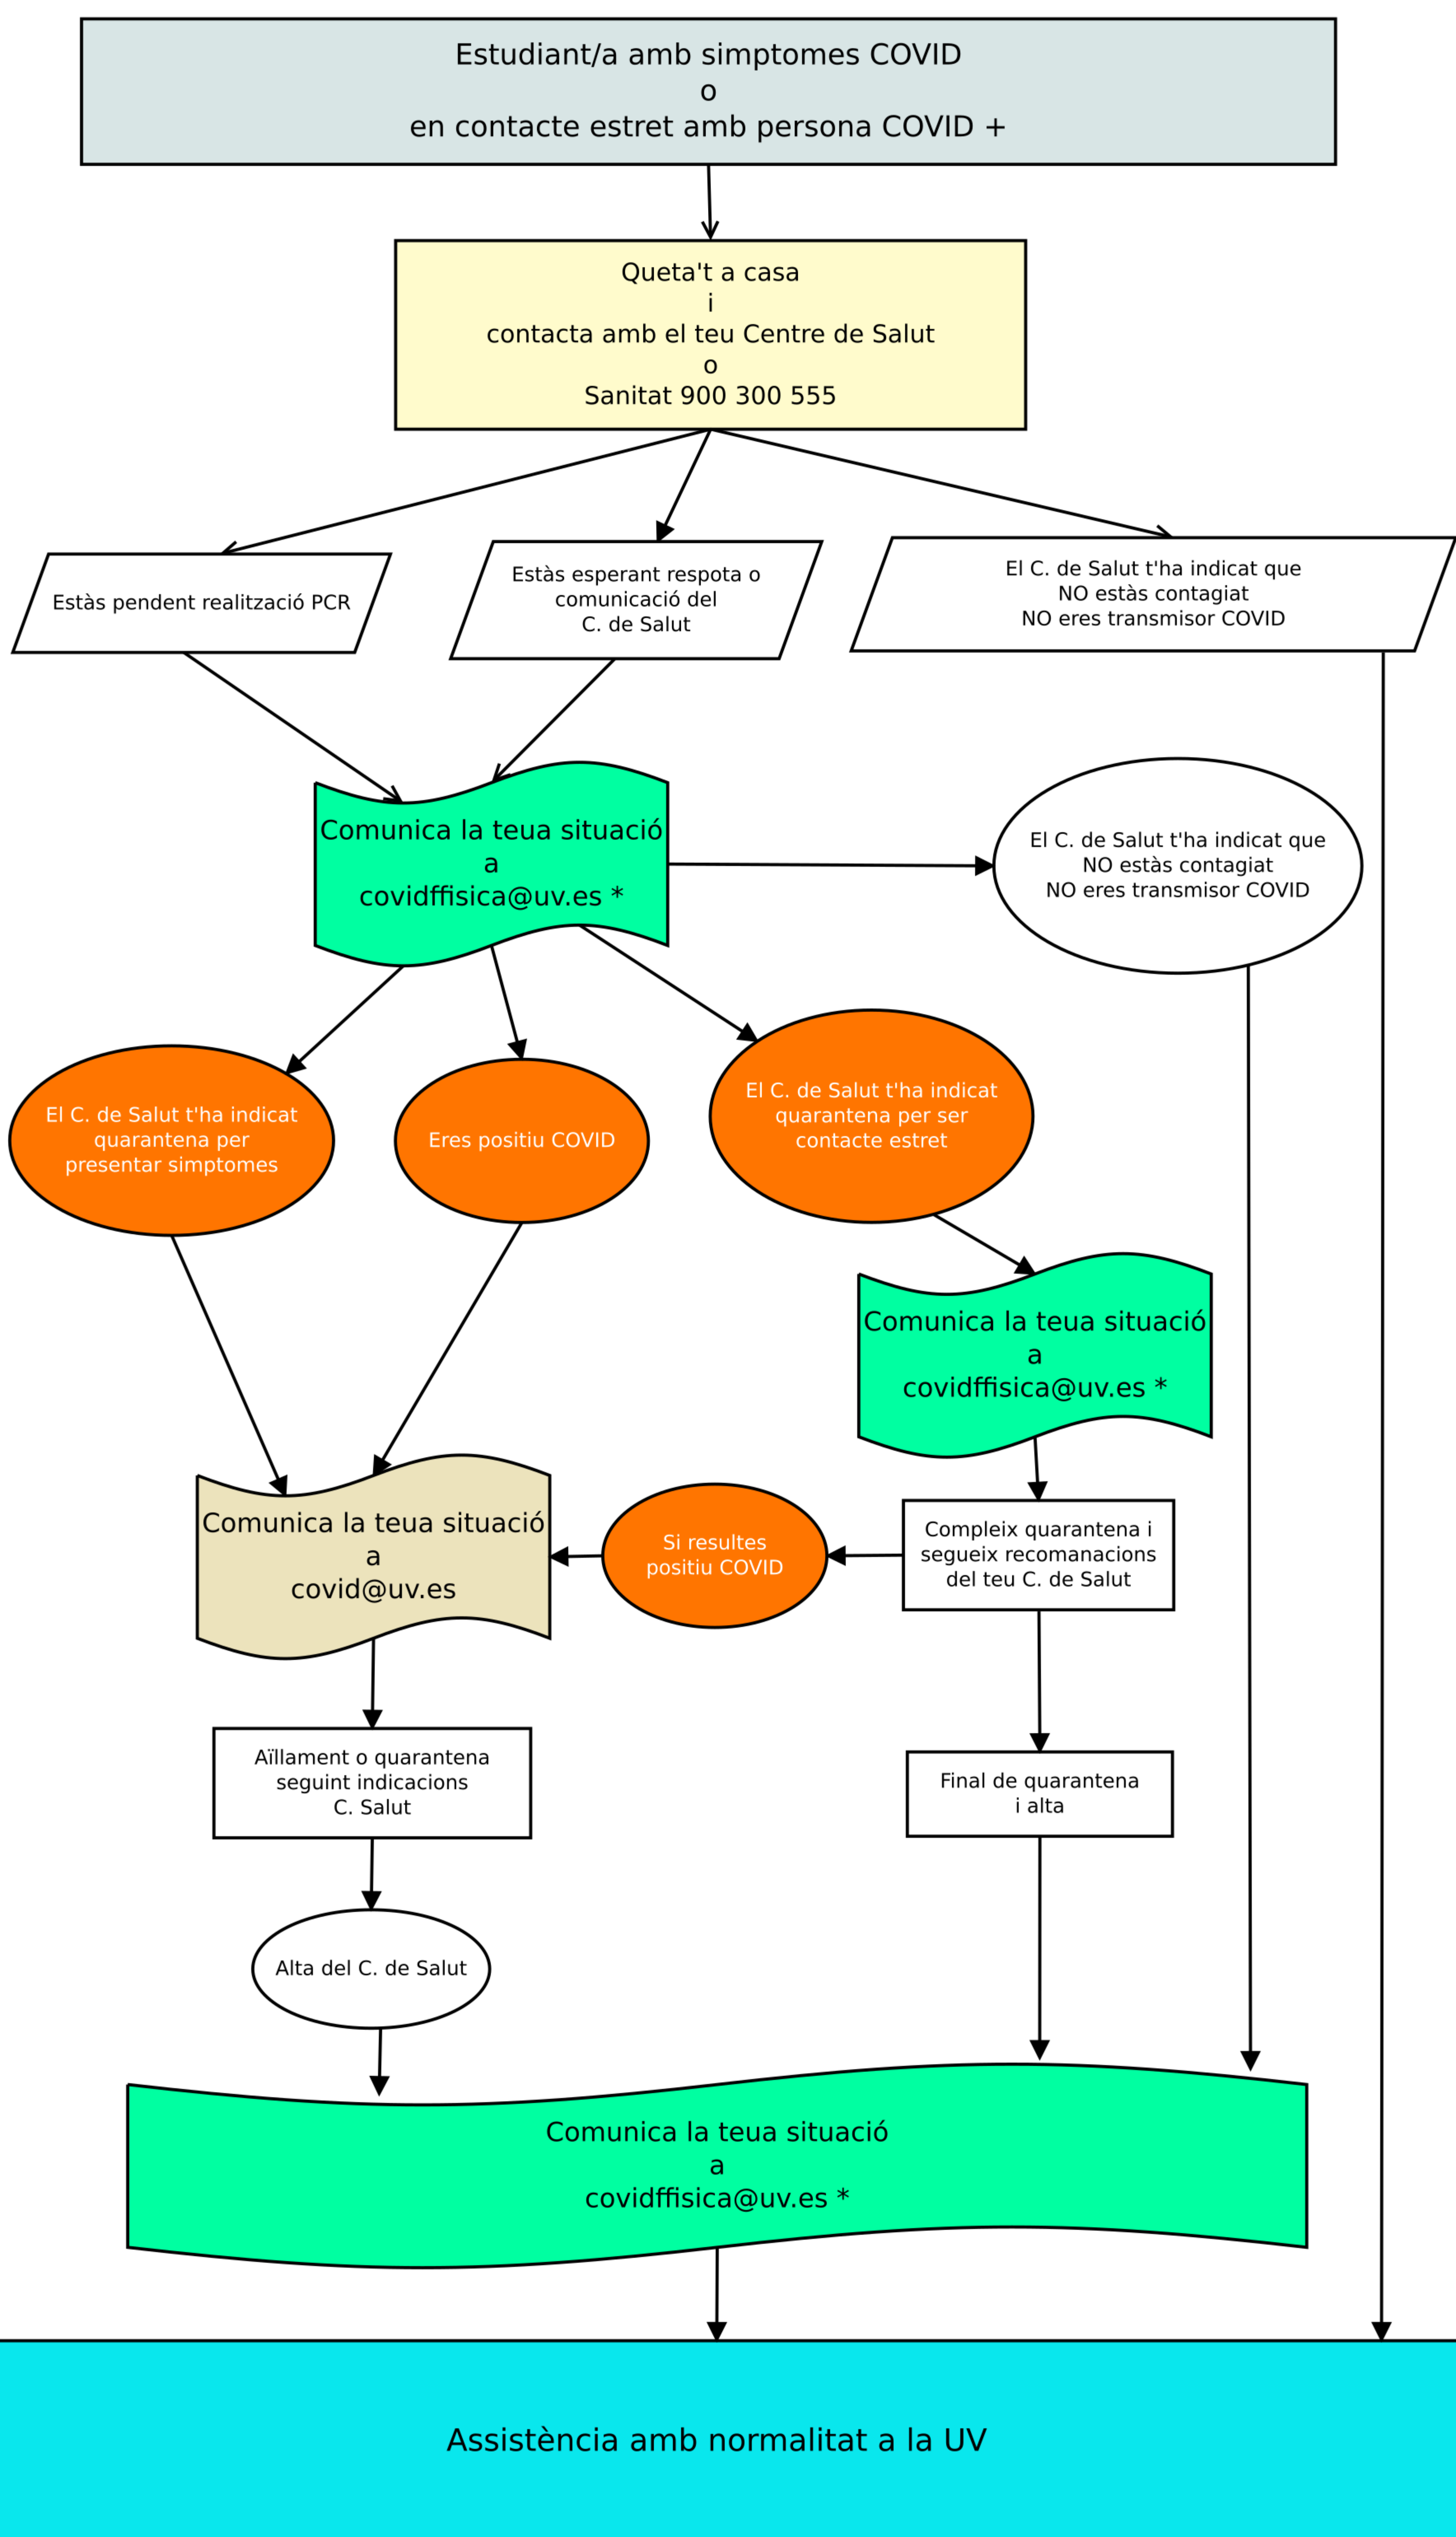 Estudiant/a amb simptomes COVID
o
en contacte estret amb persona COVID +
Queta't a casa
i
contacta amb el teu Centre de Salut
o
Sanitat 900 300 555
Estàs pendent realització PCR
Estàs esperant respota o
comunicació del
C. de Salut
El C. de Salut t'ha indicat que
NO estàs contagiat
NO eres transmisor COVID
Comunica la teua situació
a
covidffisica@uv.es *
El C. de Salut t'ha indicat que
NO estàs contagiat
NO eres transmisor COVID
El C. de Salut t'ha indicat
quarantena per
presentar simptomes
Eres positiu COVID
El C. de Salut t'ha indicat
quarantena per ser
contacte estret
Comunica la teua situació
a
covidffisica@uv.es *
Comunica la teua situació
a
covid@uv.es
Si resultes
positiu COVID
Compleix quarantena i
segueix recomanacions
del teu C. de Salut
Aïllament o quarantena
seguint indicacions
C. Salut
Final de quarantena
i alta
Alta del C. de Salut
Comunica la teua situació
a
covidffisica@uv.es *
Assistència amb normalitat a la UV